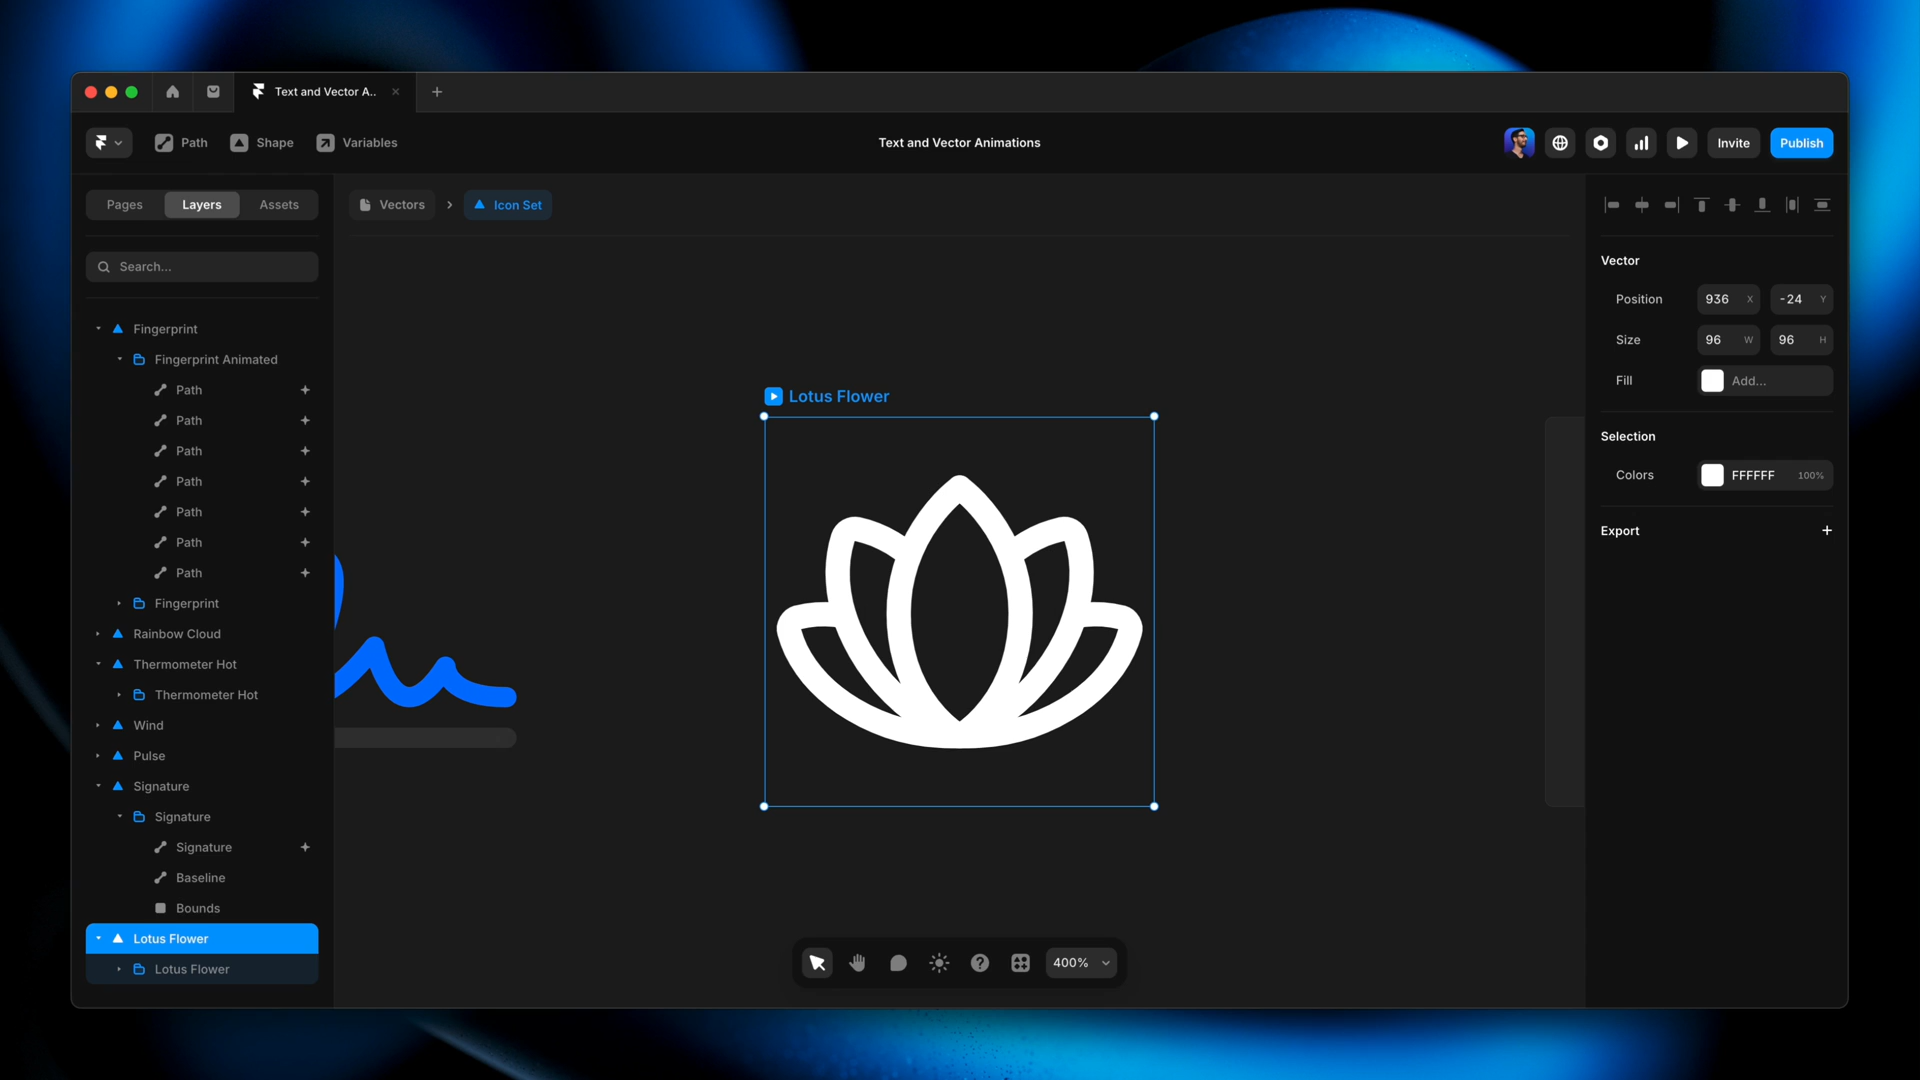 Text and Vector A..
Path
Shape
Variables
Text and Vector Animations
Invite
Publish
Pages
Layers
Assets
Search...
Fingerprint
Fingerprint Animated
Path
Path
Path
Path
Path
Path
Path
Fingerprint
Rainbow Cloud
Thermometer Hot
Thermometer Hot
Wind
Pulse
Signature
Signature
Signature
Baseline
Bounds
Lotus Flower
Lotus Flower
Vectors
Icon Set
Lotus Flower
400%
Vector
Position 936 X -24 Y
Size 96 W 96 H
Fill Add...
Selection
Colors FFFFFF 100%
Export